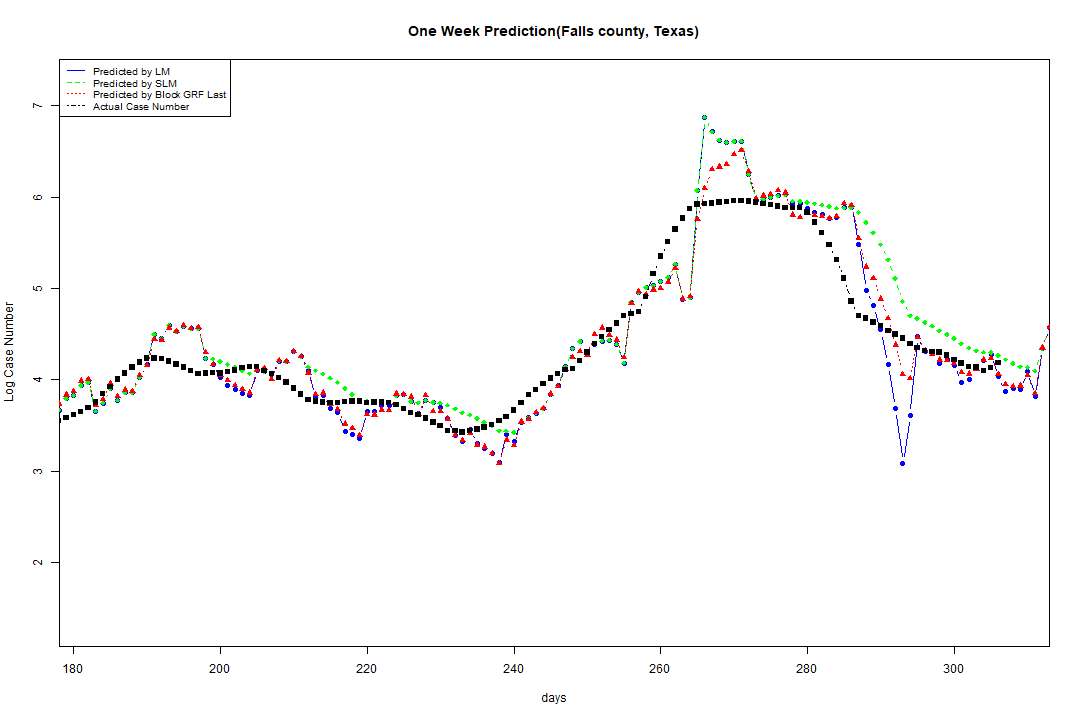 One Week Prediction(Falls county, Texas)
Predicted by LM
Predicted by SLM
Predicted by Block GRF Last
Actual Case Number
7
6
5
4
3
2
Log Case Number
180 200 220 240 260 280 300
days